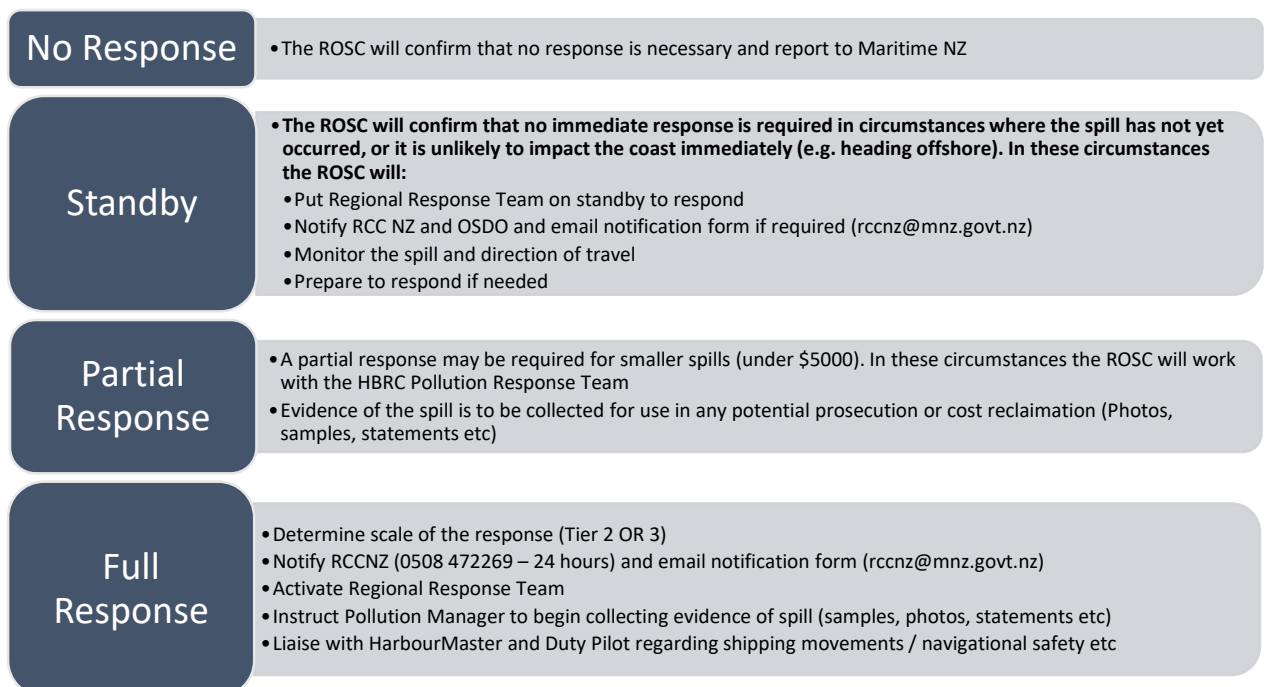 No Response
•The ROSC will confirm that no response is necessary and report to Maritime NZ
Standby
•The ROSC will confirm that no immediate response is required in circumstances where the spill has not yet
occurred, or it is unlikely to impact the coast immediately (e.g. heading offshore). In these circumstances
the ROSC will:
•Put Regional Response Team on standby to respond
•Notify RCC NZ and OSDO and email notification form if required (rccnz@mnz.govt.nz)
•Monitor the spill and direction of travel
•Prepare to respond if needed
Partial
Response
•A partial response may be required for smaller spills (under $5000). In these circumstances the ROSC will work
with the HBRC Pollution Response Team
•Evidence of the spill is to be collected for use in any potential prosecution or cost reclaimation (Photos,
samples, statements etc)
Full
Response
•Determine scale of the response (Tier 2 OR 3)
•Notify RCCNZ (0508 472269 – 24 hours) and email notification form (rccnz@mnz.govt.nz)
•Activate Regional Response Team
•Instruct Pollution Manager to begin collecting evidence of spill (samples, photos, statements etc)
•Liaise with HarbourMaster and Duty Pilot regarding shipping movements / navigational safety etc